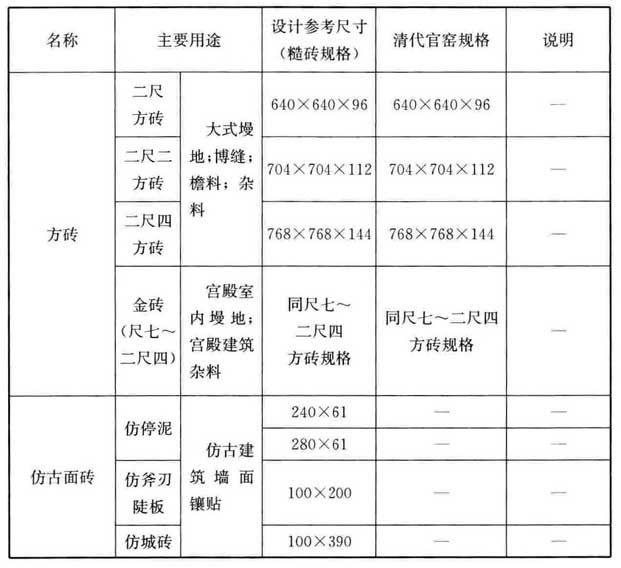 名称
主要用途
设计参考尺寸
(糙砖规格)
清代官窑规格
说明
方砖
二尺
方砖
大式墁
地;博缝;
檐料;杂
料
640×640×96
640×640×96
—
二尺二
方砖
704×704×112
704×704×112
—
二尺四
方砖
768×768×144
768×768×144
—
金砖
(尺七～
二尺四)
宫殿室
内墁地;
宫殿建筑
杂料
同尺七～
二尺四
方砖规格
同尺七～二尺四
方砖规格
—
仿古面砖
仿停泥
仿古建
筑墙面
镶贴
240×61
—
—
280×61
—
—
仿斧刃
陡板
100×200
—
—
仿城砖
100×390
—
—